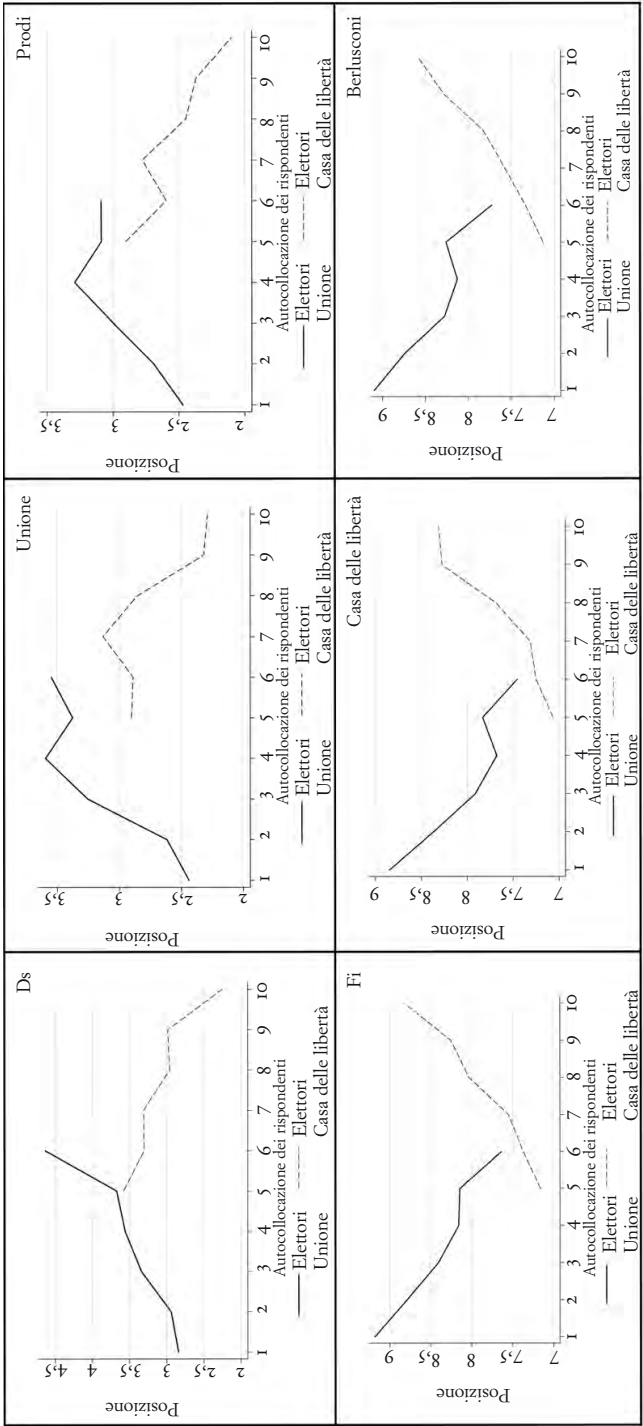 Ds
Posizione
4,5
4
3,5
3
2,5
2
1 2 3 4 5 6 7 8 9 10
Autocollocazione dei rispondenti
Elettori Unione
Elettori Casa delle libertà
Unione
Posizione
3,5
3
2,5
2
1 2 3 4 5 6 7 8 9 10
Autocollocazione dei rispondenti
Elettori Unione
Elettori Casa delle libertà
Prodi
Posizione
3,5
3
2,5
2
1 2 3 4 5 6 7 8 9 10
Autocollocazione dei rispondenti
Elettori Unione
Elettori Casa delle libertà
Fi
Posizione
9
8,5
8
7,5
7
1 2 3 4 5 6 7 8 9 10
Autocollocazione dei rispondenti
Elettori Unione
Elettori Casa delle libertà
Casa delle libertà
Posizione
9
8,5
8
7,5
7
1 2 3 4 5 6 7 8 9 10
Autocollocazione dei rispondenti
Elettori Unione
Elettori Casa delle libertà
Berlusconi
Posizione
9
8,5
8
7,5
7
1 2 3 4 5 6 7 8 9 10
Autocollocazione dei rispondenti
Elettori Unione
Elettori Casa delle libertà